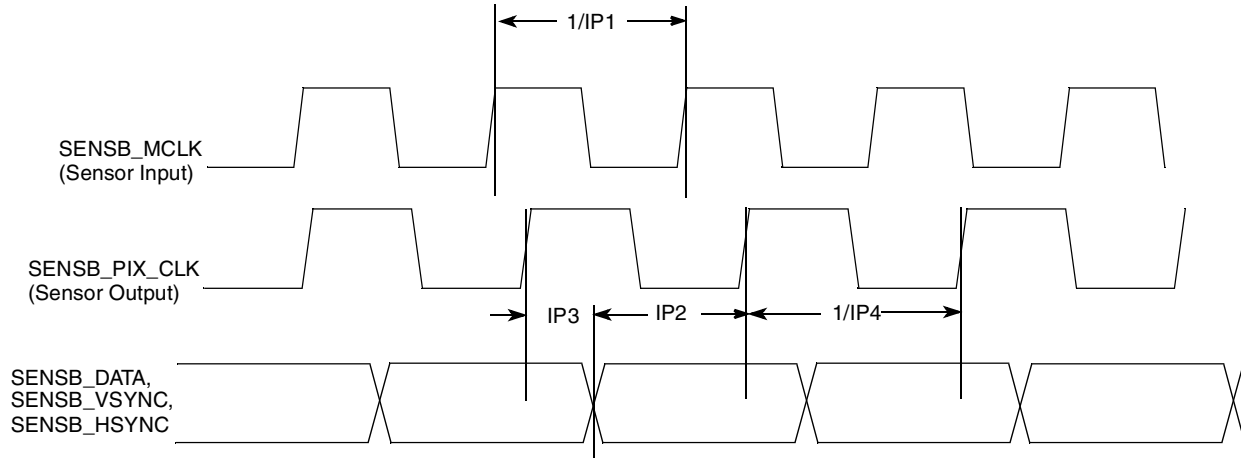 1/IP1
SENSB_MCLK
(Sensor Input)
SENSB_PIX_CLK
(Sensor Output)
IP3
IP2
1/IP4
SENSB_DATA,
SENSB_VSYNC,
SENSB_HSYNC